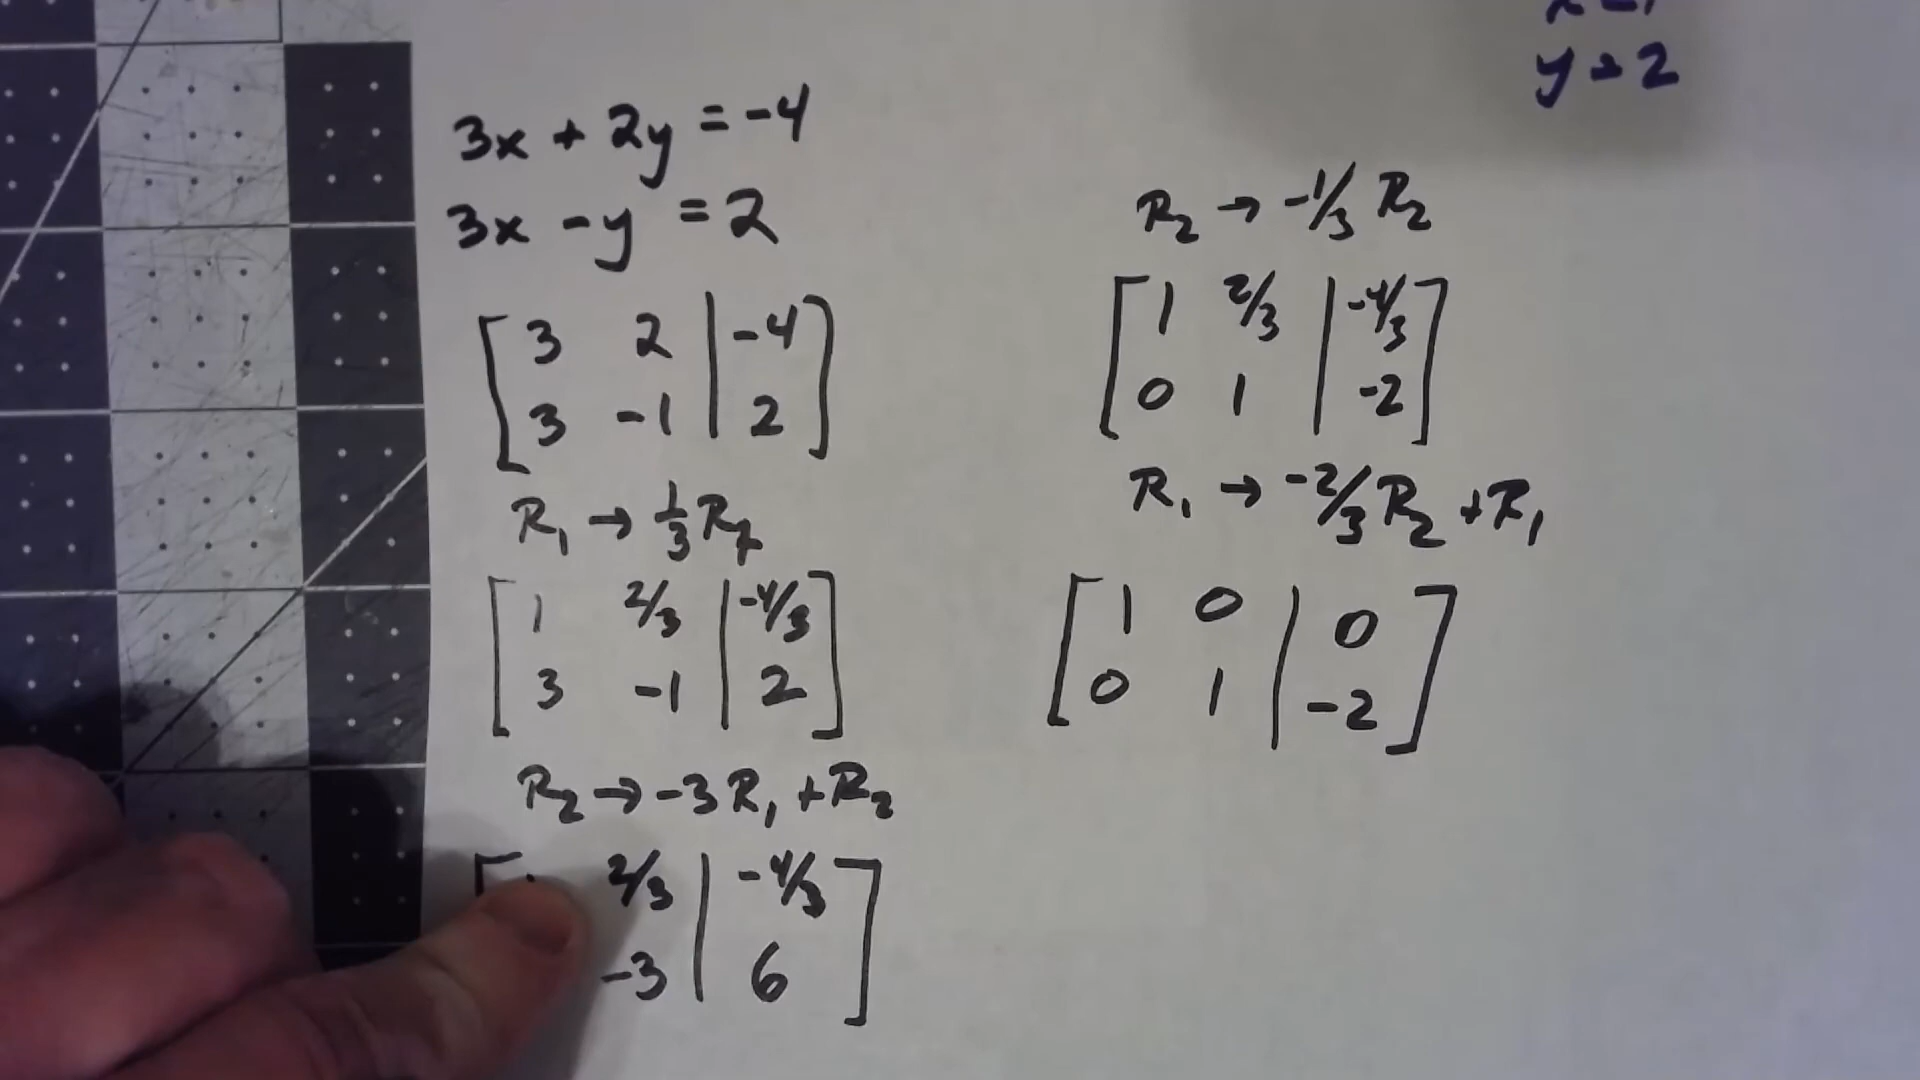 3x + 2y = -4
3x - y = 2
[ 3 2 | -4 ]
[ 3 -1 | 2 ]
R₁ → 1/3 R₁
[ 1 2/3 | -4/3 ]
[ 3 -1 | 2 ]
R₂ → -3R₁ + R₂
[ 2/3 | -4/3 ]
-3 | 6 ]
y = 2
R₂ → -1/3 R₂
[ 1 2/3 | -4/3 ]
[ 0 1 | -2 ]
R₁ → -2/3 R₂ + R₁
[ 1 0 | 0 ]
[ 0 1 | -2 ]